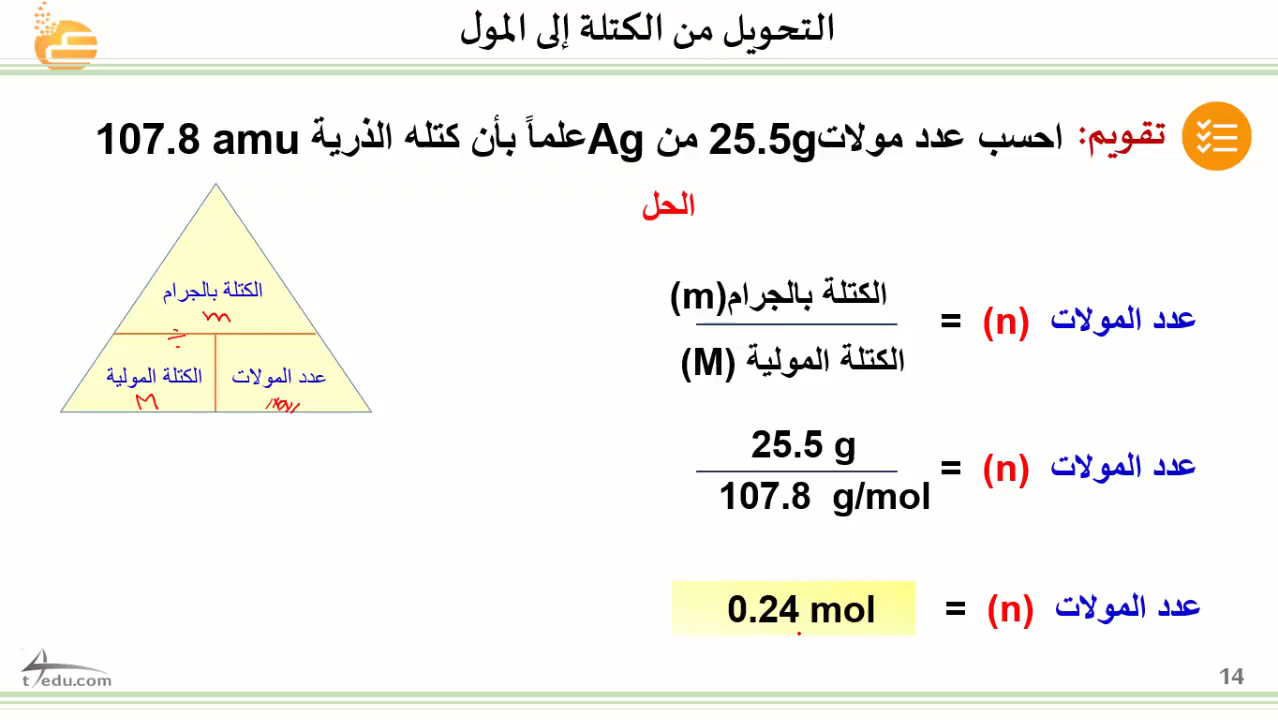 التحويل من الكتلة إلى المول
تقويم: احسب عدد مولات25.5g من Agعلماً بأن كتله الذرية 107.8 amu
الحل
الكتلة بالجرام
m
÷
الكتلة المولية
عدد المولات
M
عدد المولات (n) = الكتلة بالجرام(m)
الكتلة المولية (M)
عدد المولات (n) = 25.5 g
107.8 g/mol
عدد المولات (n) = 0.24 mol
t4edu.com
14